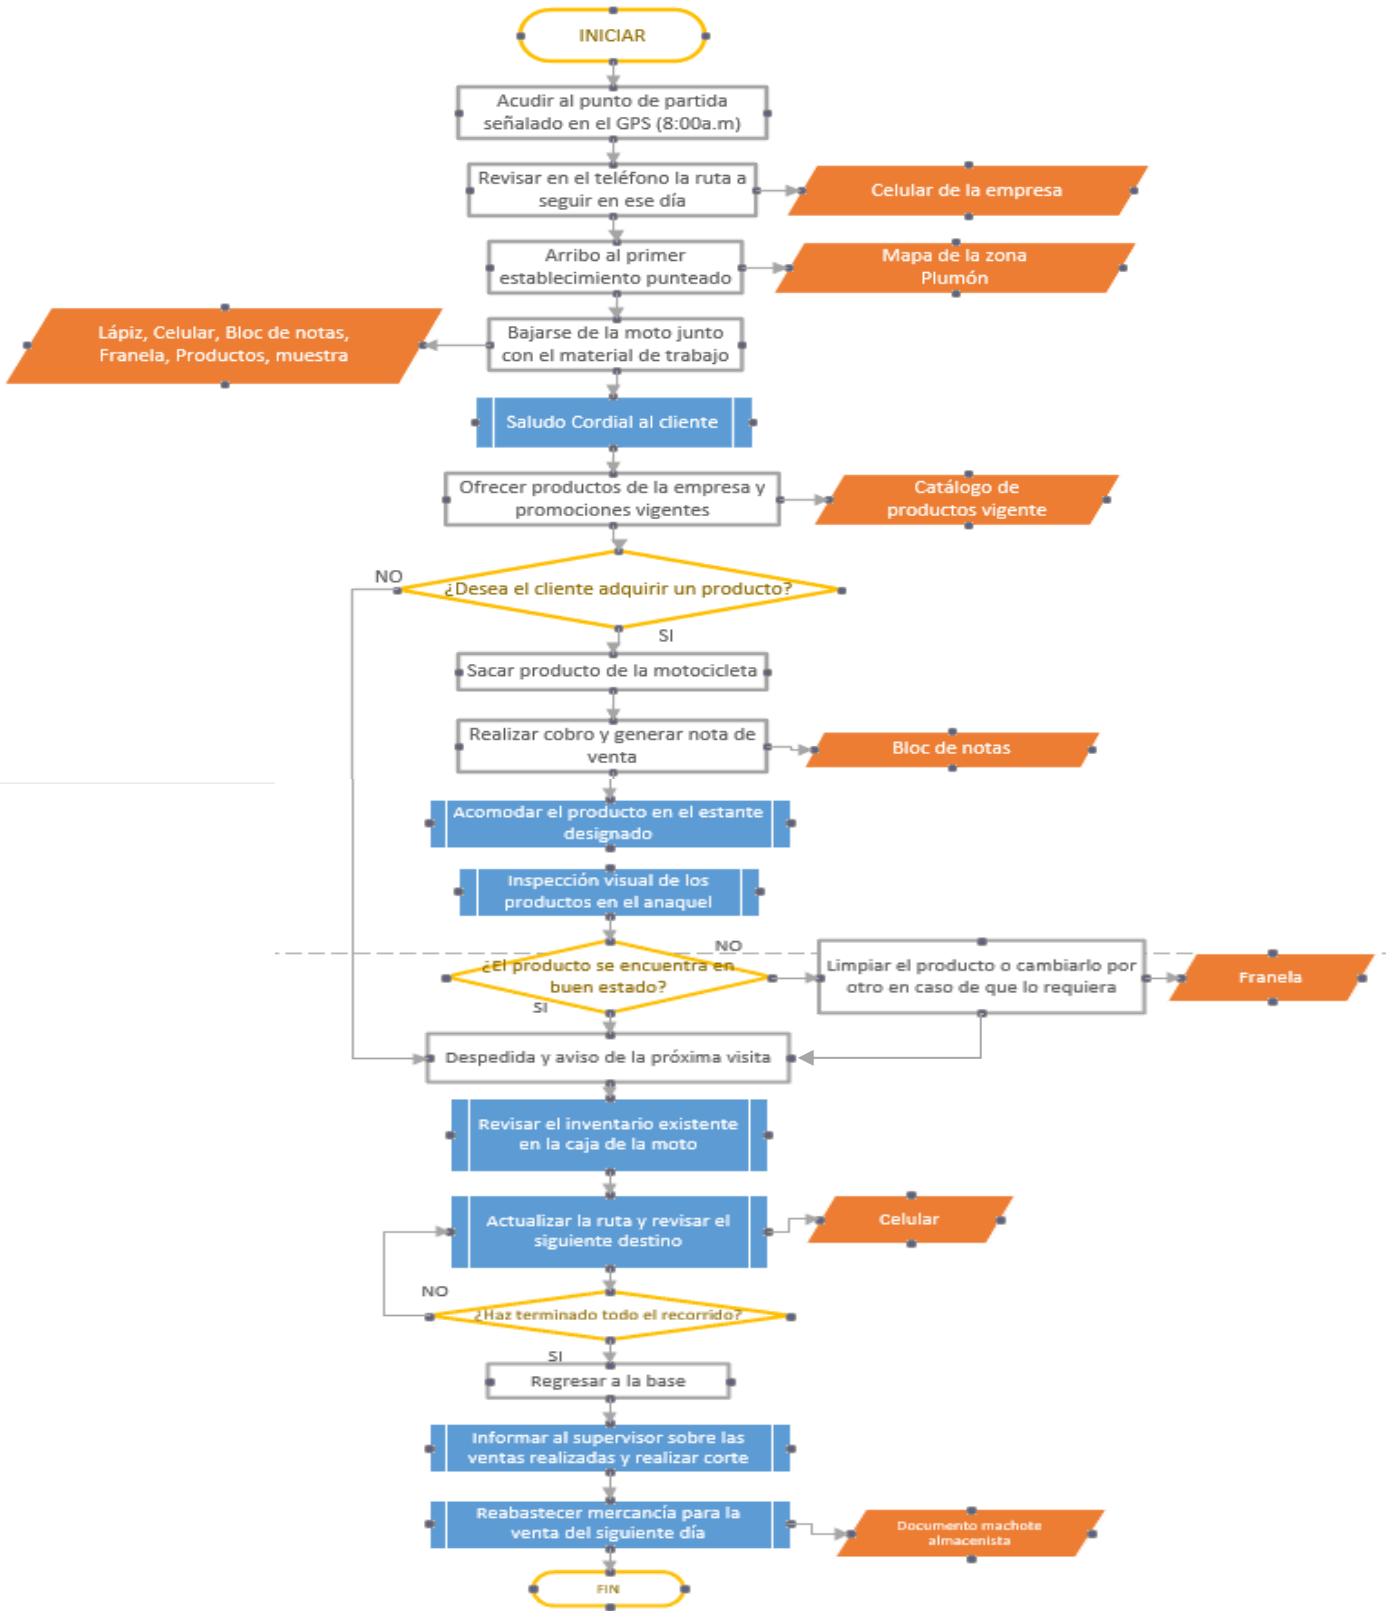 INICIAR
Acudir al punto de partida
señalado en el GPS (8:00a.m)
Revisar en el teléfono la ruta a
seguir en ese día
Celular de la empresa
Arribo al primer
establecimiento punteado
Mapa de la zona
Plumón
Bajarse de la moto junto
con el material de trabajo
Lápiz, Celular, Bloc de notas,
Franela, Productos, muestra
Saludo Cordial al cliente
Ofrecer productos de la empresa y
promociones vigentes
Catálogo de
productos vigente
¿Desea el cliente adquirir un producto?
NO
SI
Sacar producto de la motocicleta
Realizar cobro y generar nota de
venta
Bloc de notas
Acomodar el producto en el estante
designado
Inspección visual de los
productos en el anaquel
¿El producto se encuentra en
buen estado?
NO
Limpiar el producto o cambiarlo por
otro en caso de que lo requiera
Franela
SI
Despedida y aviso de la próxima visita
Revisar el inventario existente
en la caja de la moto
Actualizar la ruta y revisar el
siguiente destino
Celular
NO
¿Haz terminado todo el recorrido?
SI
Regresar a la base
Informar al supervisor sobre las
ventas realizadas y realizar corte
Reabastecer mercancía para la
venta del siguiente día
Documento machote
almacenista
FIN